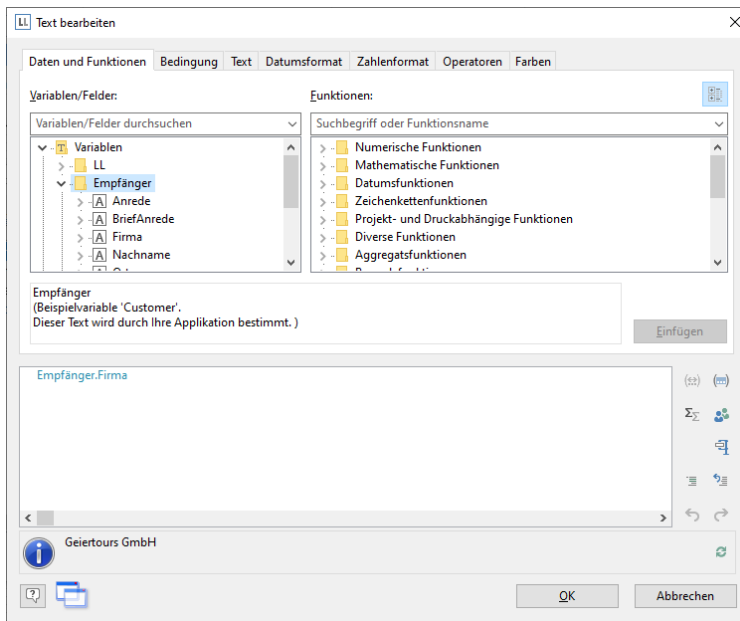 LL Text bearbeiten
Daten und Funktionen Bedingung Text Datumsformat Zahlenformat Operatoren Farben
Variablen/Felder: Funktionen:
Variablen/Felder durchsuchen Suchbegriff oder Funktionsname
T Variablen Numerische Funktionen
LL Mathematische Funktionen
Empfänger Datumsfunktionen
A Anrede Zeichenkettenfunktionen
A BriefAnrede Projekt- und Druckabhängige Funktionen
A Firma Diverse Funktionen
A Nachname Aggregatsfunktionen
Empfänger
(Beispielvariable 'Customer'.
Dieser Text wird durch Ihre Applikation bestimmt. )
Einfügen
Empfänger.Firma
Geiertours GmbH
OK Abbrechen